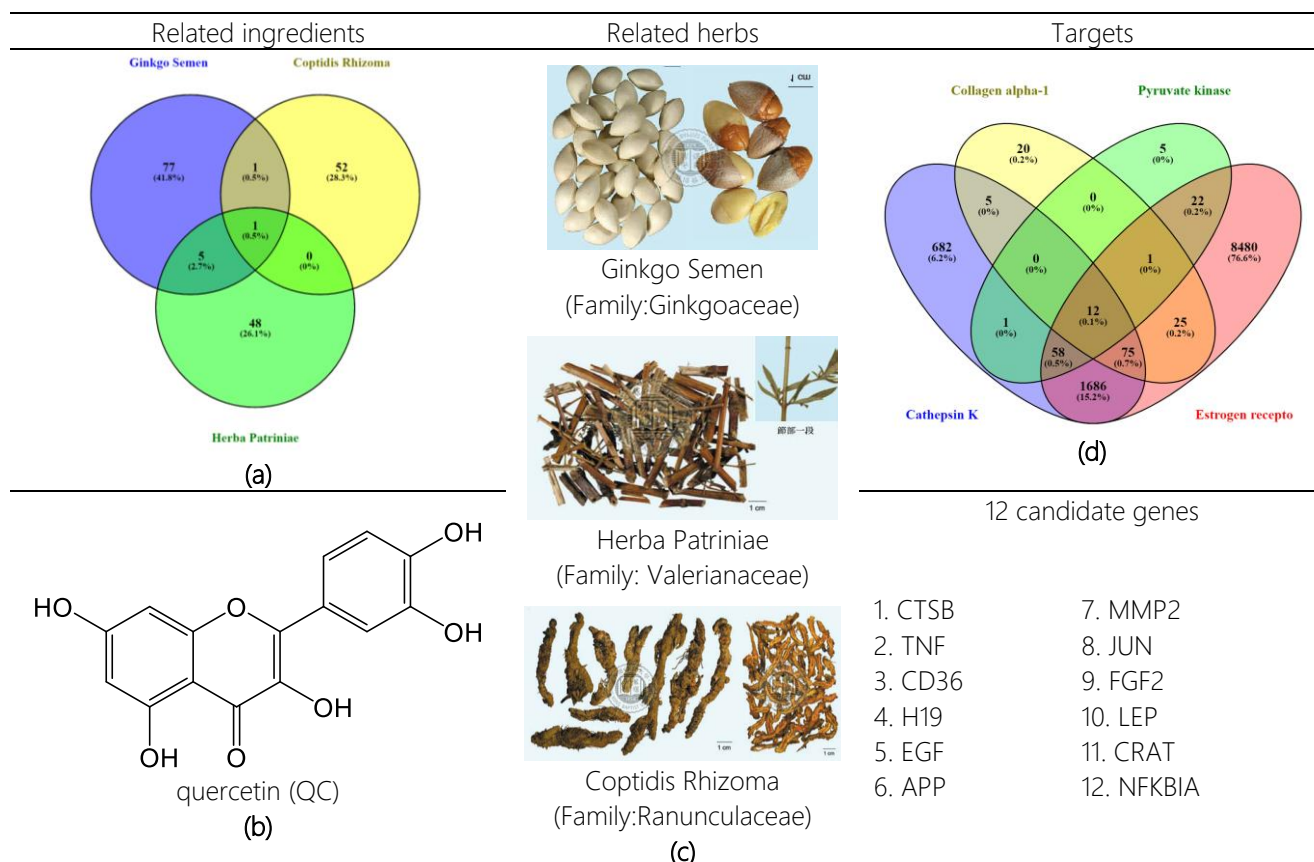 Related ingredients
Ginkgo Semen
Coptidis Rhizoma
77
(41.8%)
1
(0.5%)
52
(28.3%)
1
(0.5%)
5
(2.7%)
0
(0%)
48
(26.1%)
Herba Patriniae
(a)
OH
HO
O
OH
OH
OH
O
quercetin (QC)
(b)
Related herbs
1 cm
Ginkgo Semen
(Family:Ginkgoaceae)
節部一段
1 cm
Herba Patriniae
(Family: Valerianaceae)
1 cm
1 cm
Coptidis Rhizoma
(Family:Ranunculaceae)
(c)
Targets
Collagen alpha-1
Pyruvate kinase
20
(0.2%)
5
(0%)
5
(0%)
0
(0%)
22
(0.2%)
682
(6.2%)
8480
(76.6%)
0
(0%)
1
(0%)
12
(0.1%)
1
(0%)
25
(0.2%)
58
(0.5%)
75
(0.7%)
1686
(15.2%)
Cathepsin K
Estrogen recepto
(d)
12 candidate genes
1. CTSB
2. TNF
3. CD36
4. H19
5. EGF
6. APP
7. MMP2
8. JUN
9. FGF2
10. LEP
11. CRAT
12. NFKBIA